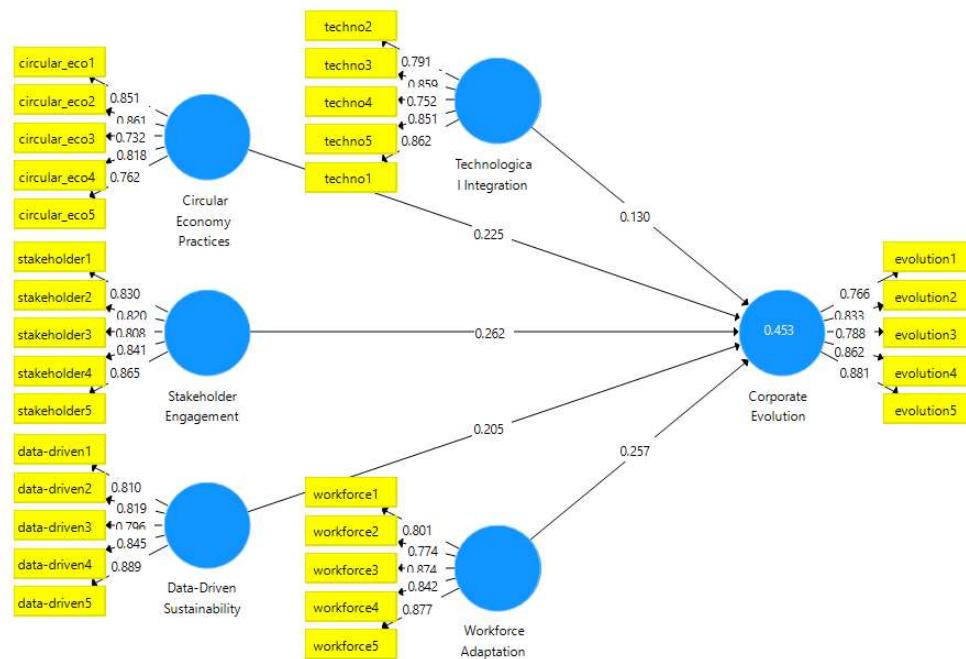 circular_eco1
circular_eco2
circular_eco3
circular_eco4
circular_eco5
0.851
0.861
0.732
0.818
0.762
Circular
Economy
Practices
techno2
techno3
techno4
techno5
techno1
0.791
0.859
0.752
0.851
0.862
Technologica
l Integration
0.130
0.225
stakeholder1
stakeholder2
stakeholder3
stakeholder4
stakeholder5
0.830
0.820
0.808
0.841
0.865
Stakeholder
Engagement
0.262
0.453
Corporate
Evolution
0.766
0.833
0.788
0.862
0.881
evolution1
evolution2
evolution3
evolution4
evolution5
data-driven1
data-driven2
data-driven3
data-driven4
data-driven5
0.810
0.819
0.796
0.845
0.889
Data-Driven
Sustainability
0.205
0.257
workforce1
workforce2
workforce3
workforce4
workforce5
0.801
0.774
0.874
0.842
0.877
Workforce
Adaptation